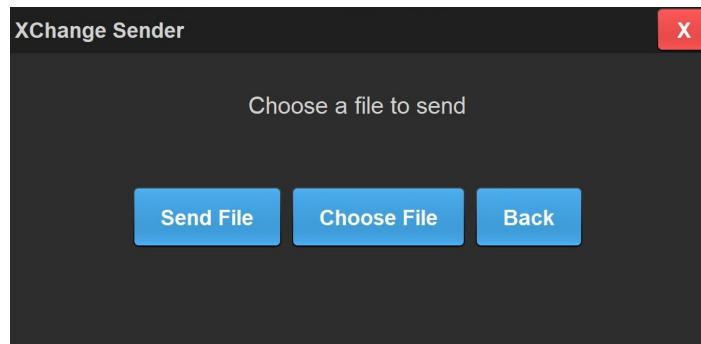 XChange Sender X
Choose a file to send
Send File Choose File Back